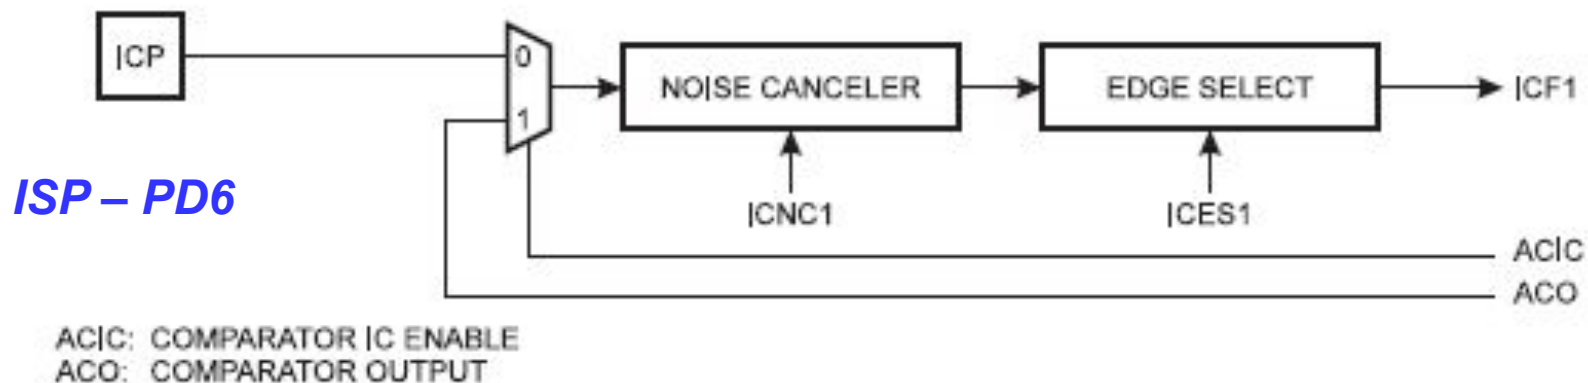 ICP
0
1
NOISE CANCELER
EDGE SELECT
ICF1
ISP – PD6
ICNC1
ICES1
ACIC
ACO
ACIC: COMPARATOR IC ENABLE
ACO: COMPARATOR OUTPUT